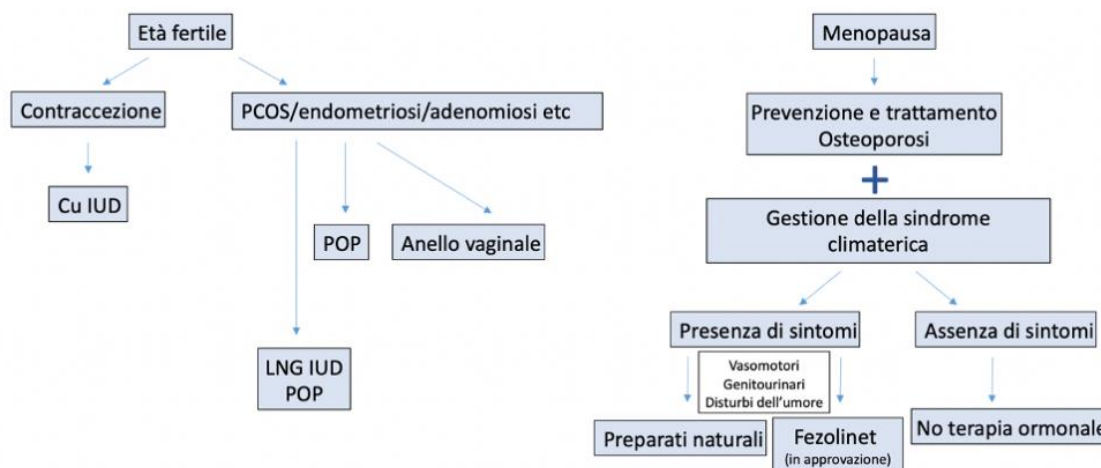 Età fertile
Contraccezione
PCOS/endometriosi/adenomiosi etc
Cu IUD
POP
Anello vaginale
LNG IUD
POP
Menopausa
Prevenzione e trattamento
Osteoporosi
+
Gestione della sindrome
climaterica
Presenza di sintomi
Assenza di sintomi
Vasomotori
Genitourinari
Disturbi dell'umore
Preparati naturali
Fezolinet
(in approvazione)
No terapia ormonale